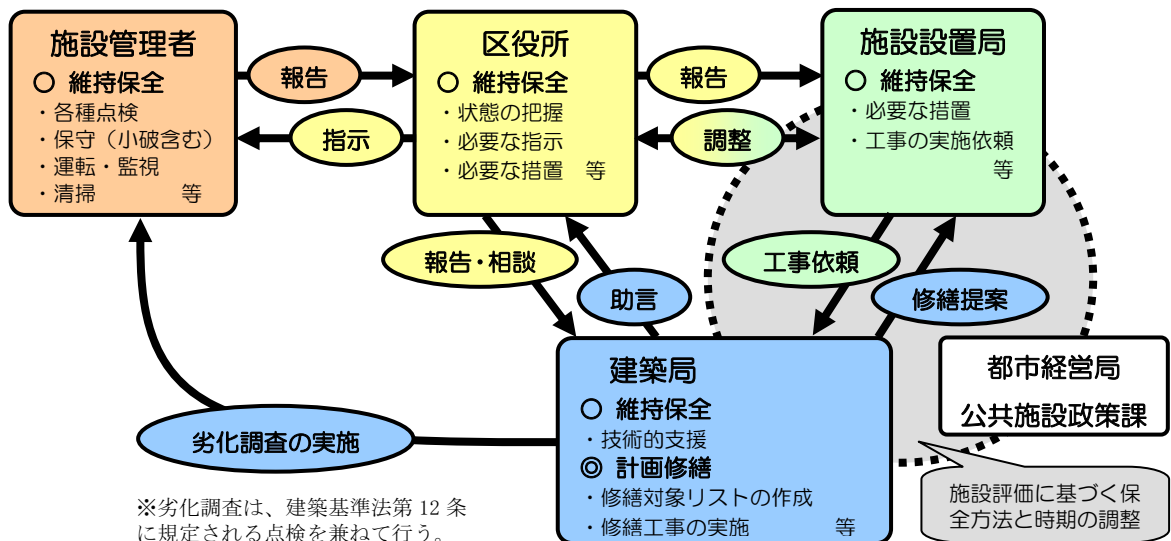 施設管理者
○ 維持保全
・各種点検
・保守（小破含む）
・運転・監視
・清掃　　　　等
報告
指示
区役所
○ 維持保全
・状態の把握
・必要な指示
・必要な措置　等
報告
調整
施設設置局
○ 維持保全
・必要な措置
・工事の実施依頼
等
報告・相談
助言
工事依頼
修繕提案
建築局
○ 維持保全
・技術的支援
◎ 計画修繕
・修繕対象リストの作成
・修繕工事の実施　　　　等
都市経営局
公共施設政策課
劣化調査の実施
施設評価に基づく保
全方法と時期の調整
※劣化調査は、建築基準法第 12 条
に規定される点検を兼ねて行う。